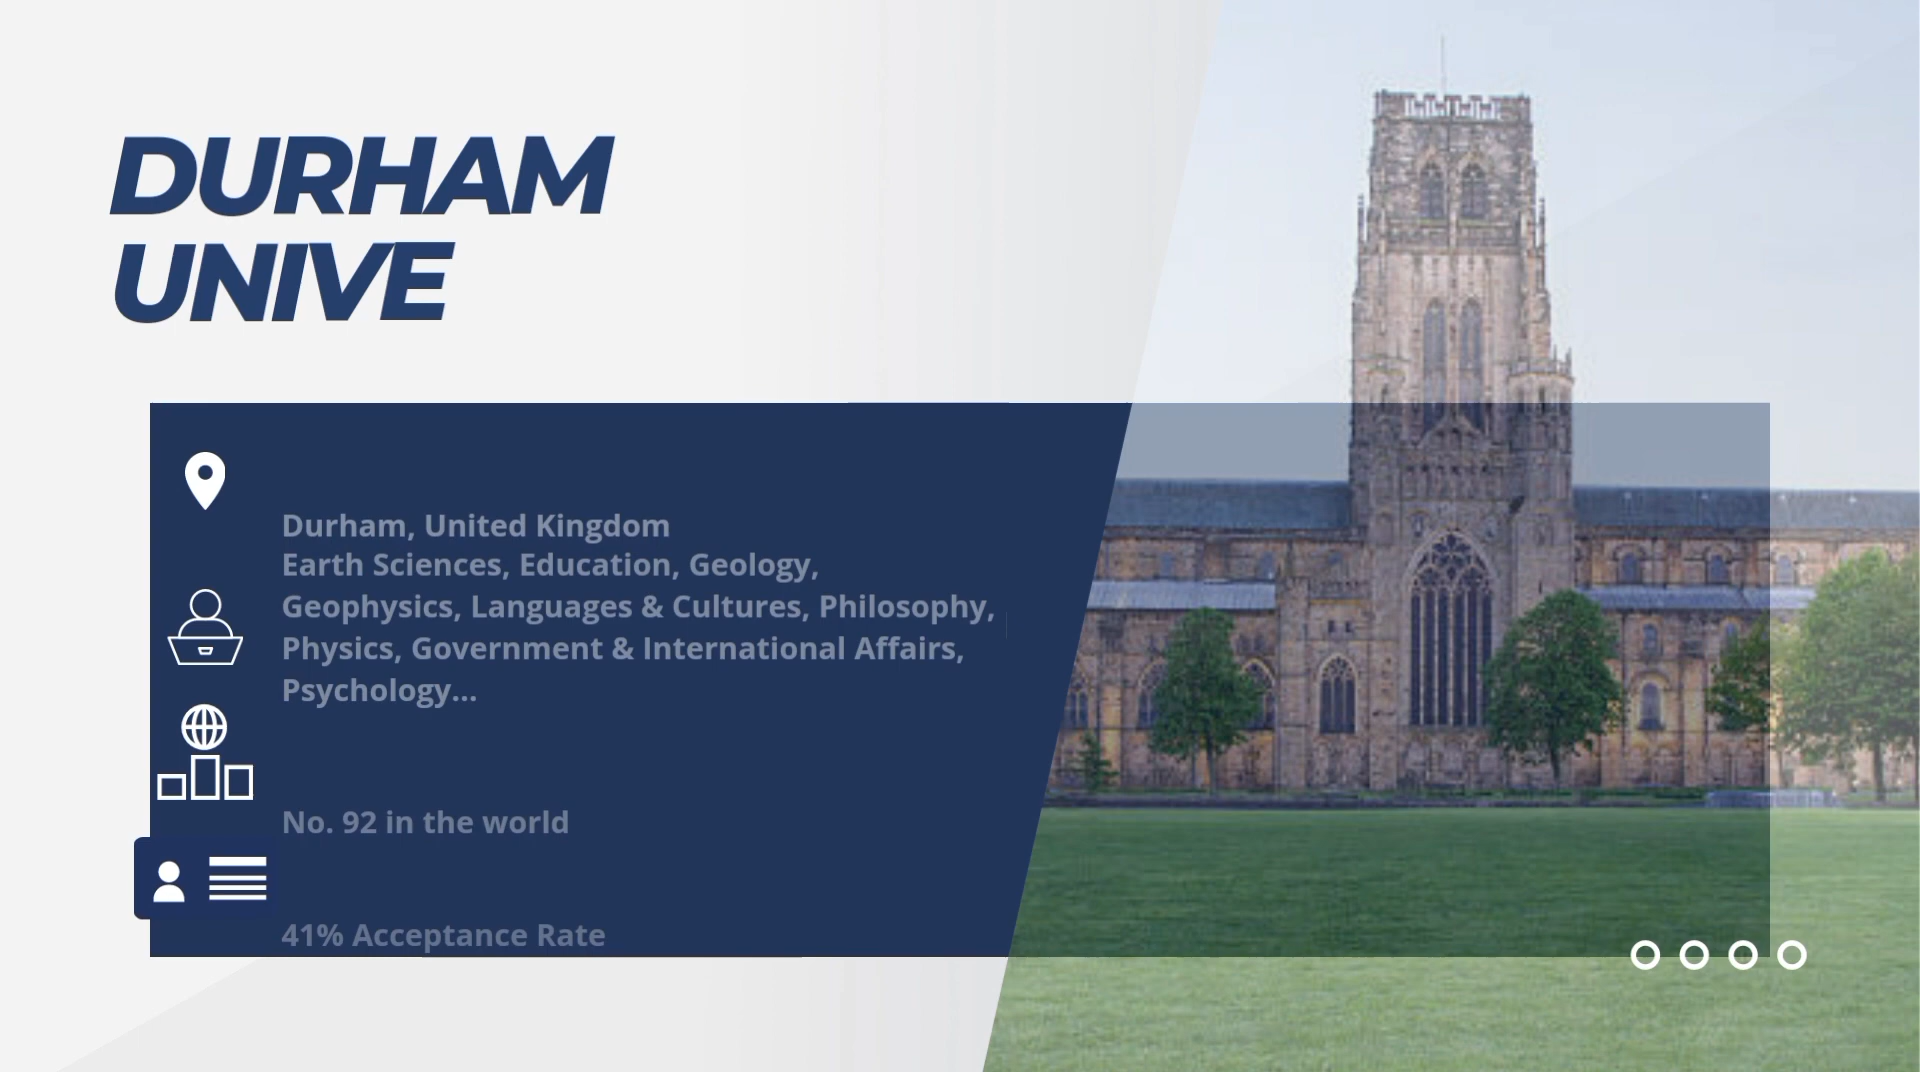 DURHAM
UNIVE
Durham, United Kingdom
Earth Sciences, Education, Geology,
Geophysics, Languages & Cultures, Philosophy,
Physics, Government & International Affairs,
Psychology...
No. 92 in the world
41% Acceptance Rate